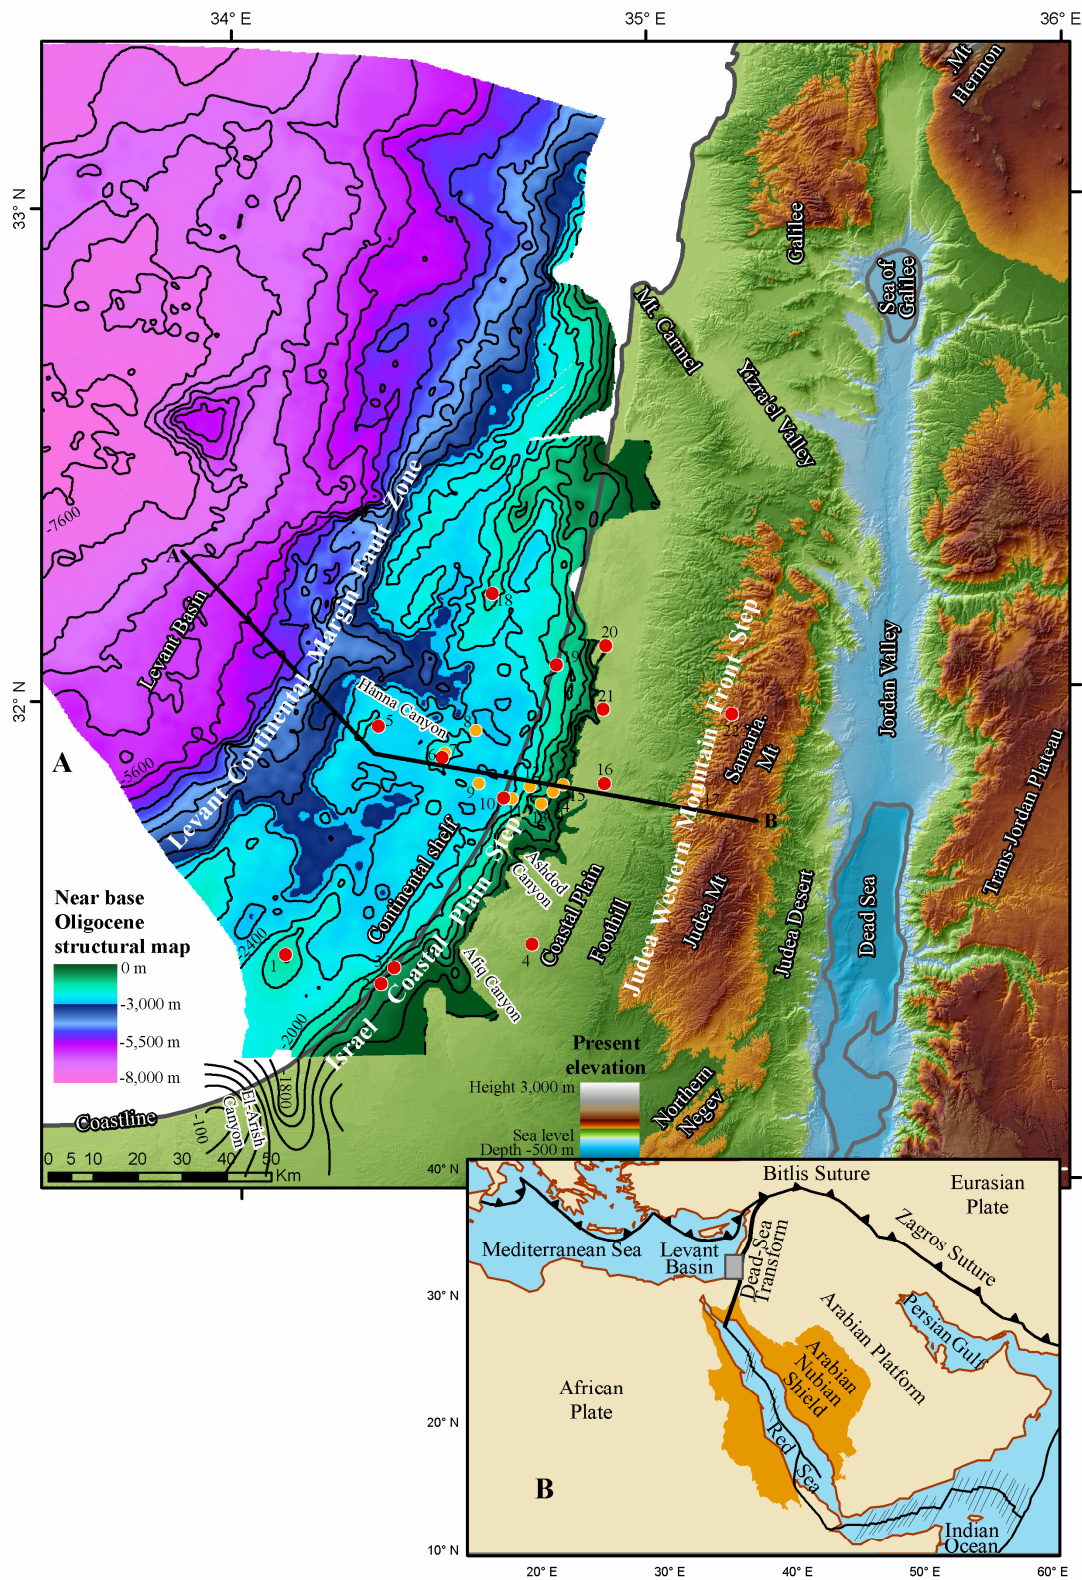 34° E
35° E
36° E
33° N
32° N
.Mt
Hermon
Galilee
Sea of
Galilee
Mt. Carmel
Yizra'el Valley
-7600
A
Levant Basin
Levant Continental Margin Fault Zone
18
19
20
21
Hanna Canyon
5
8
7
6
9
10
11
13
14
15
16
17
22
B
Samaria.
Mt
Jordan Valley
Trans-Jordan Plateau
Judea Western Mountain Front Step
A
-5600
Continental shelf
Israel Coastal Plain Step
Ashdod
Canyon
Coastal Plain
Foothill
Judea Mt
Judea Desert
Dead Sea
-2400
1
3
2
4
Afiq Canyon
-2000
Near base
Oligocene
structural map
0 m
-3,000 m
-5,500 m
-8,000 m
1800
-100
El-Arish
Canyon
Coastline
0 5 10 20 30 40 50
Km
Present
elevation
Height 3,000 m
Sea level
Depth -500 m
Northern
Negev
40° N
30° N
20° N
10° N
Bitlis Suture
Eurasian
Plate
Zagros Suture
Mediterranean Sea
Levant
Basin
Dead-Sea
Transform
Persian Gulf
Arabian Platform
Arabian
Nubian
Shield
African
Plate
Red Sea
B
Indian
Ocean
20° E
30° E
40° E
50° E
60° E